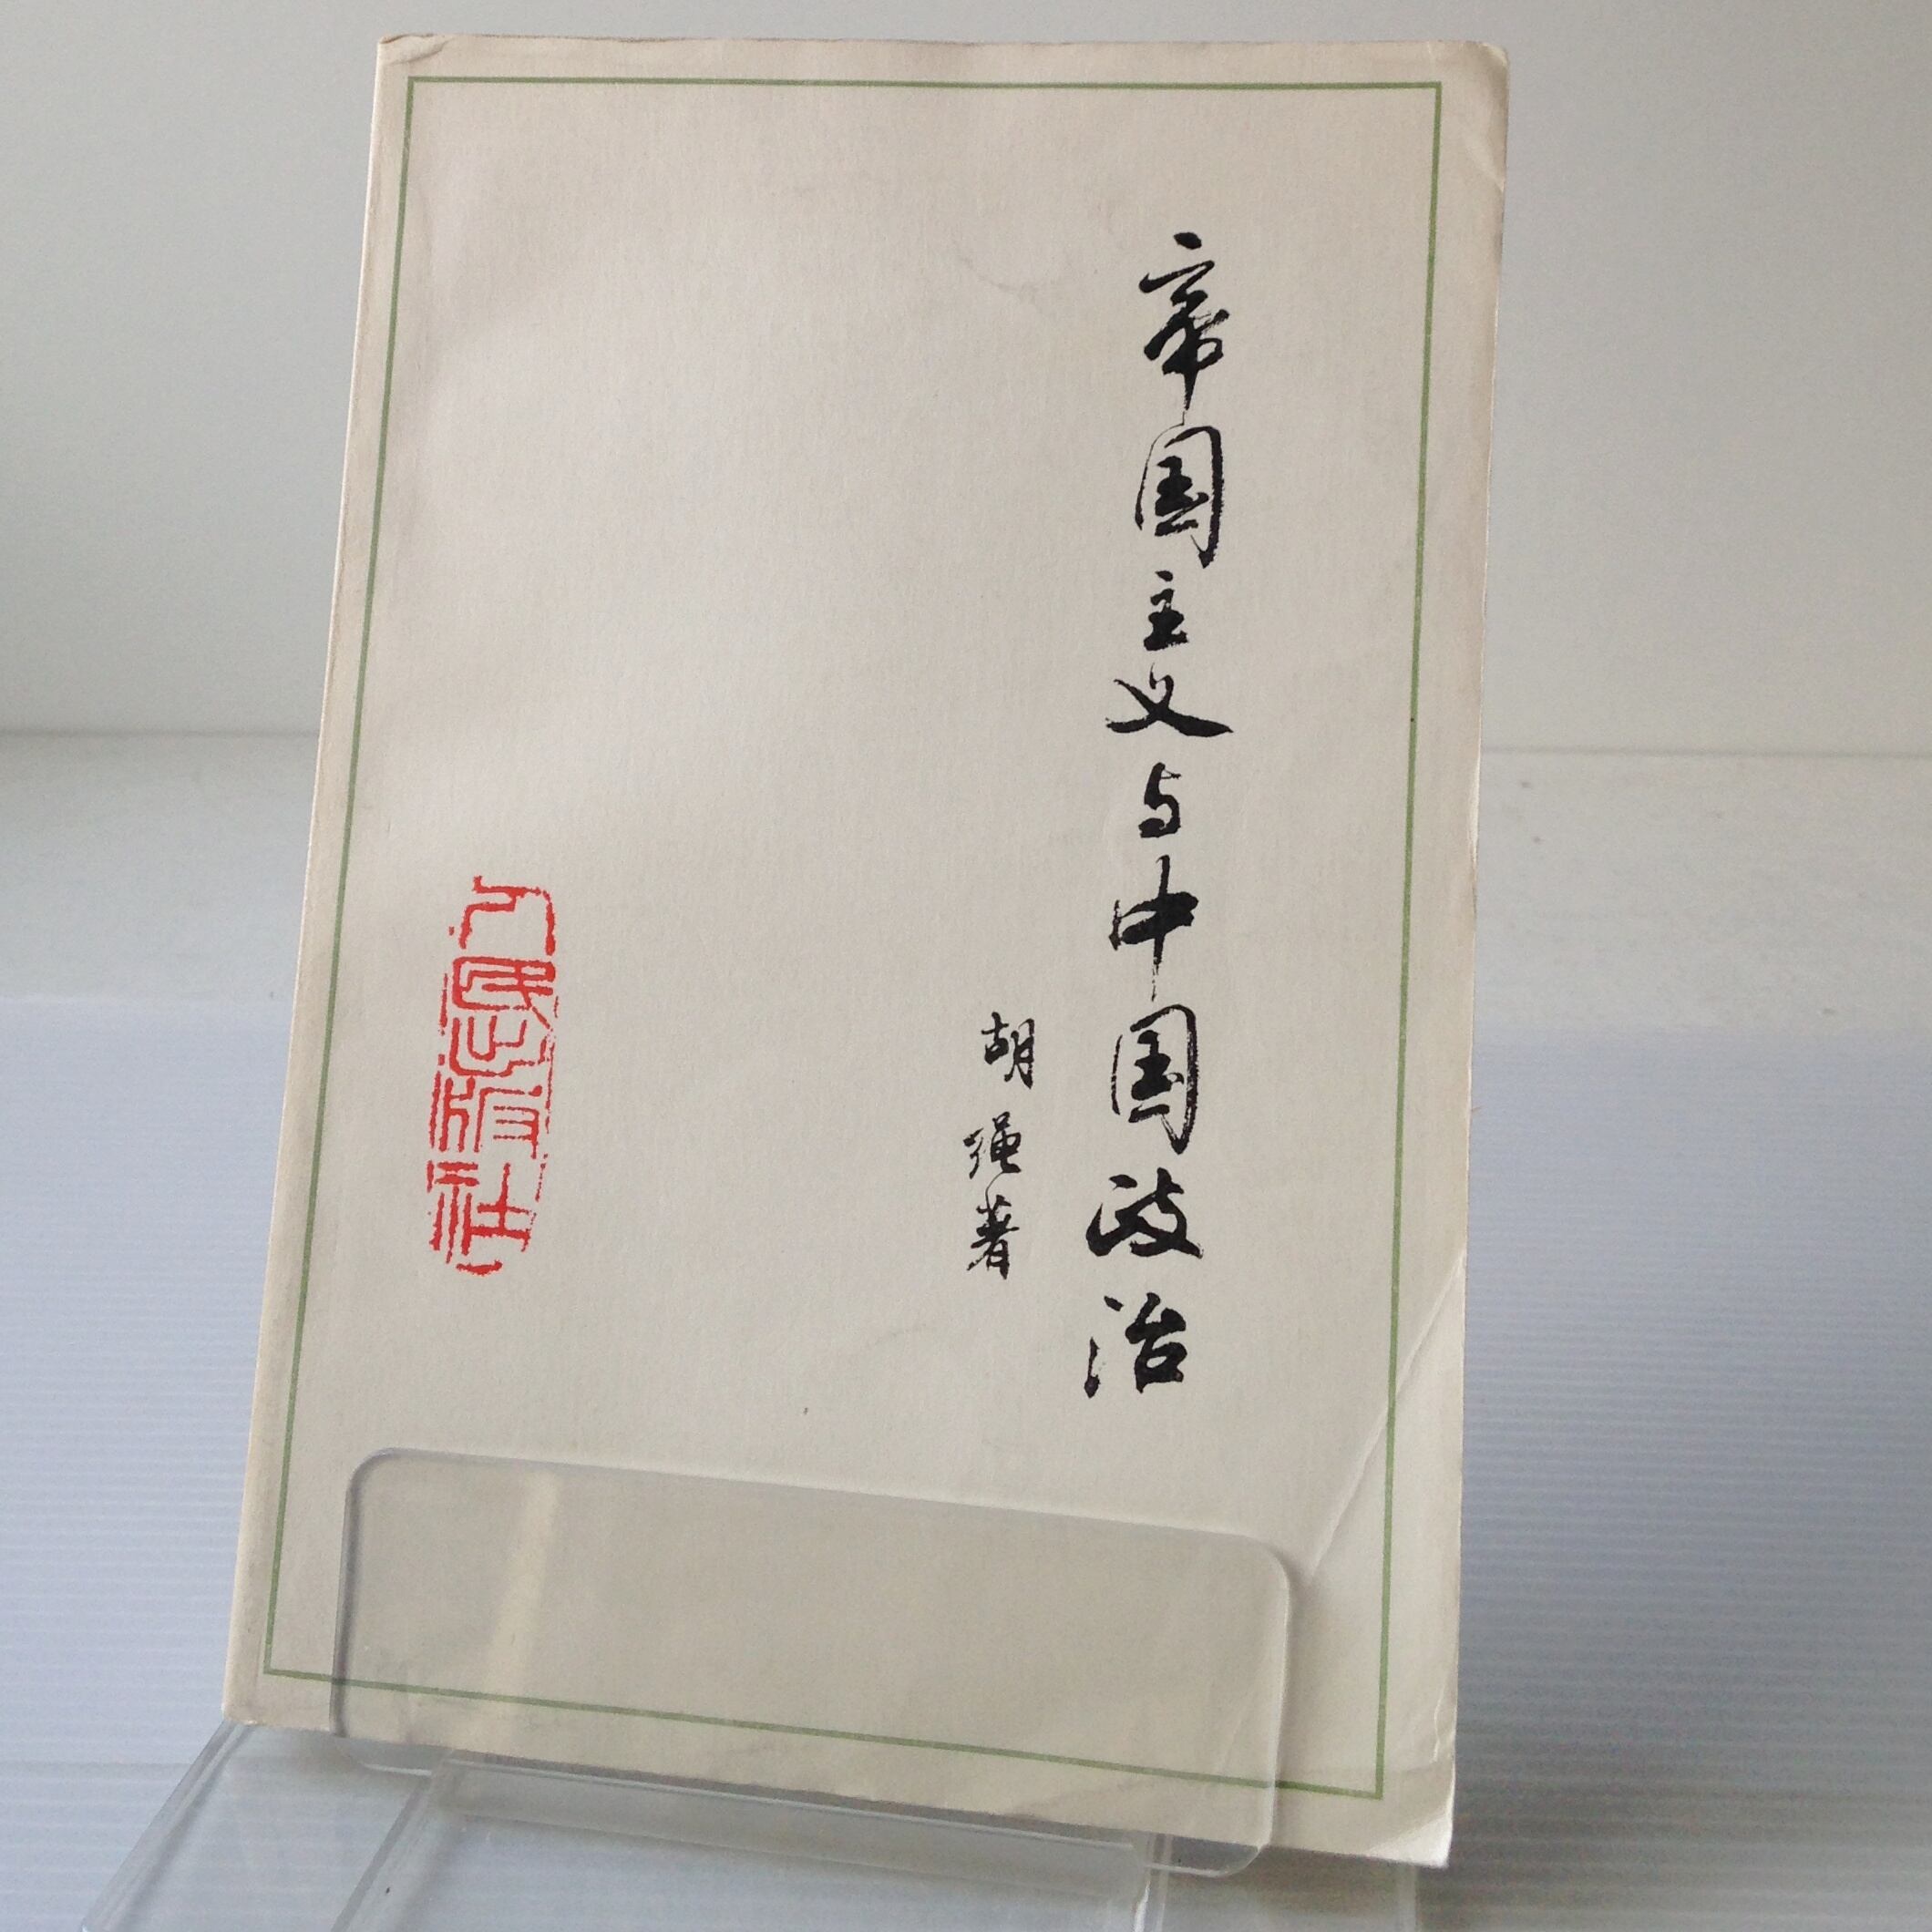 帝国主义与中国政治
胡绳著
人民出版社